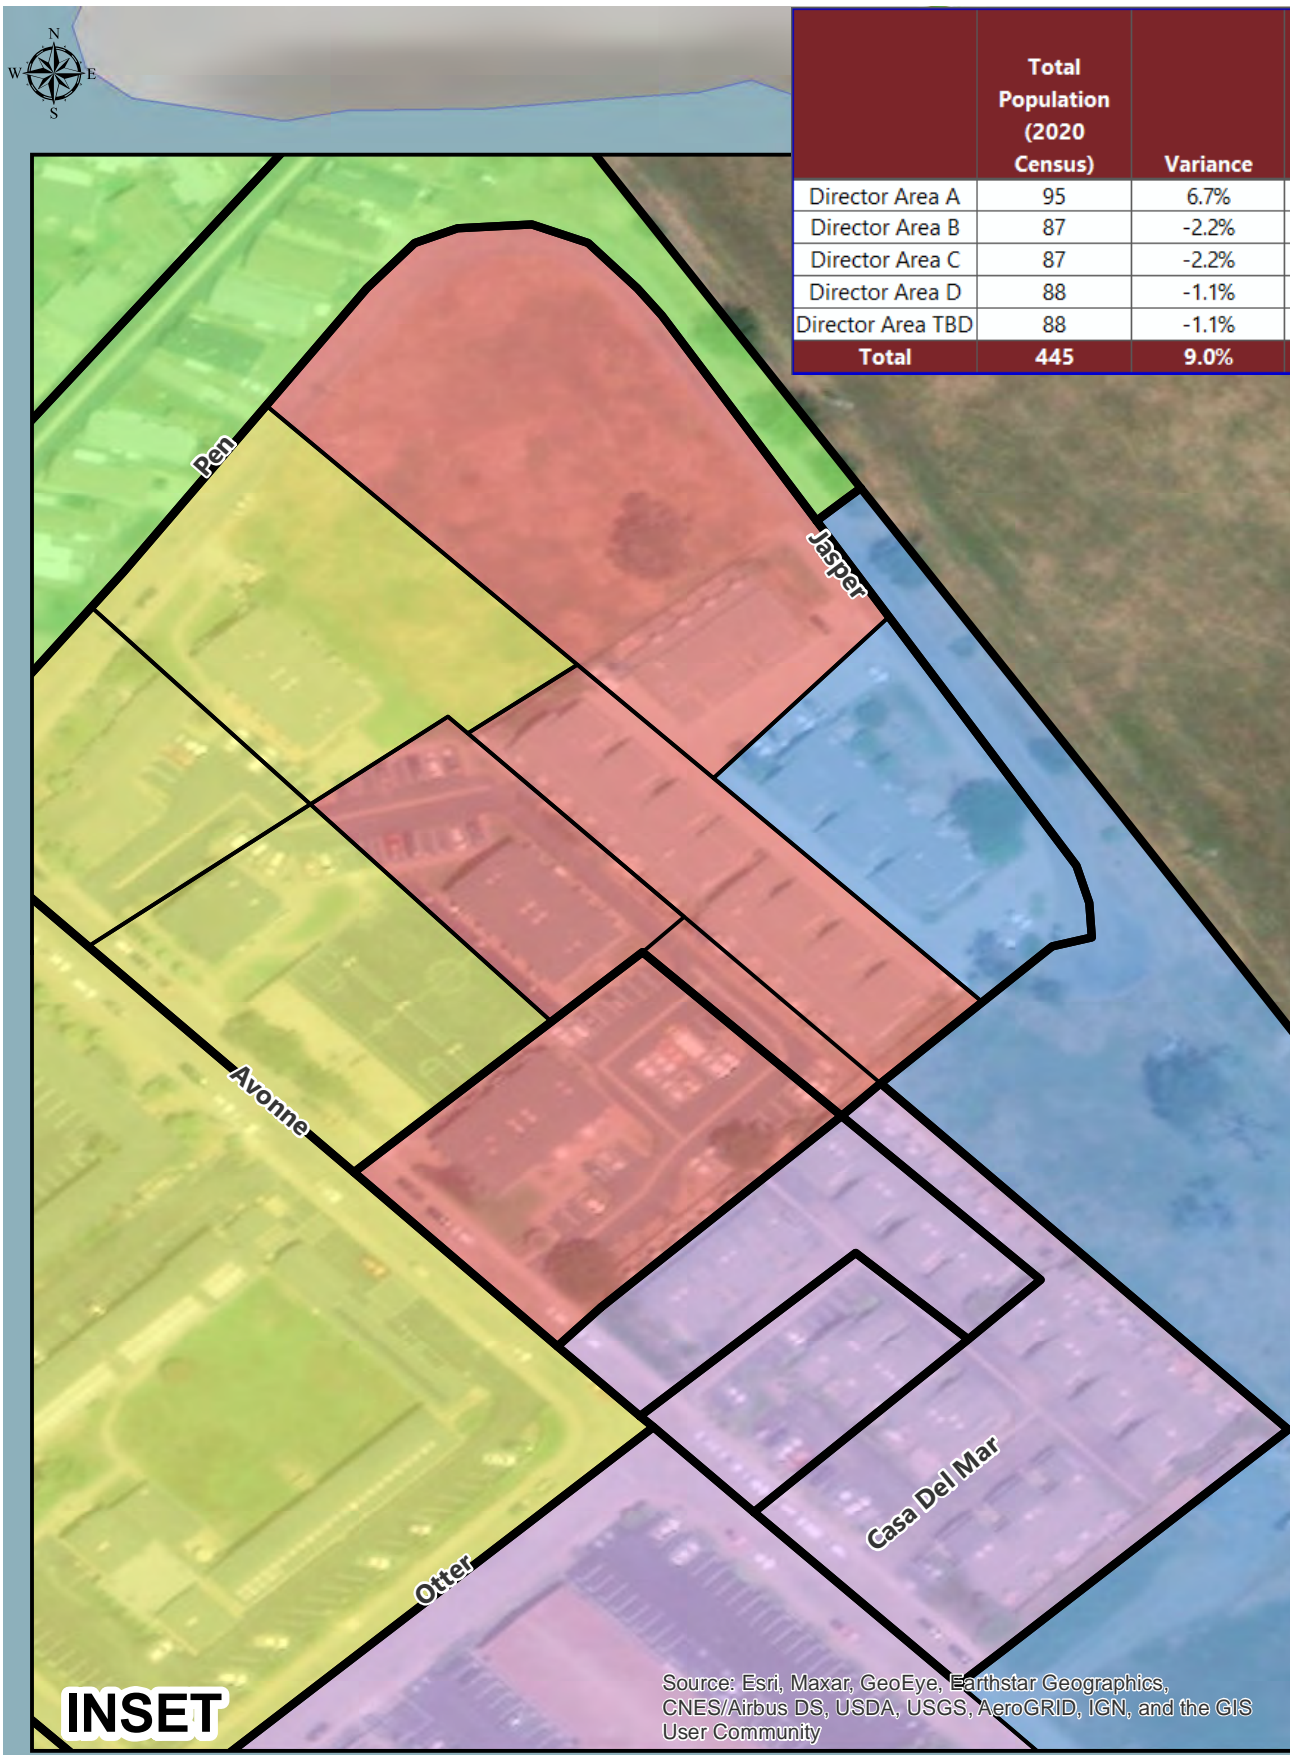 N
W E
S
Total
Population
(2020
Census) Variance
Director Area A 95 6.7%
Director Area B 87 -2.2%
Director Area C 87 -2.2%
Director Area D 88 -1.1%
Director Area TBD 88 -1.1%
Total 445 9.0%
Pen
Jasper
Avonne
Casa Del Mar
Otter
INSET
Source: Esri, Maxar, GeoEye, Earthstar Geographics,
CNES/Airbus DS, USDA, USGS, AeroGRID, IGN, and the GIS
User Community